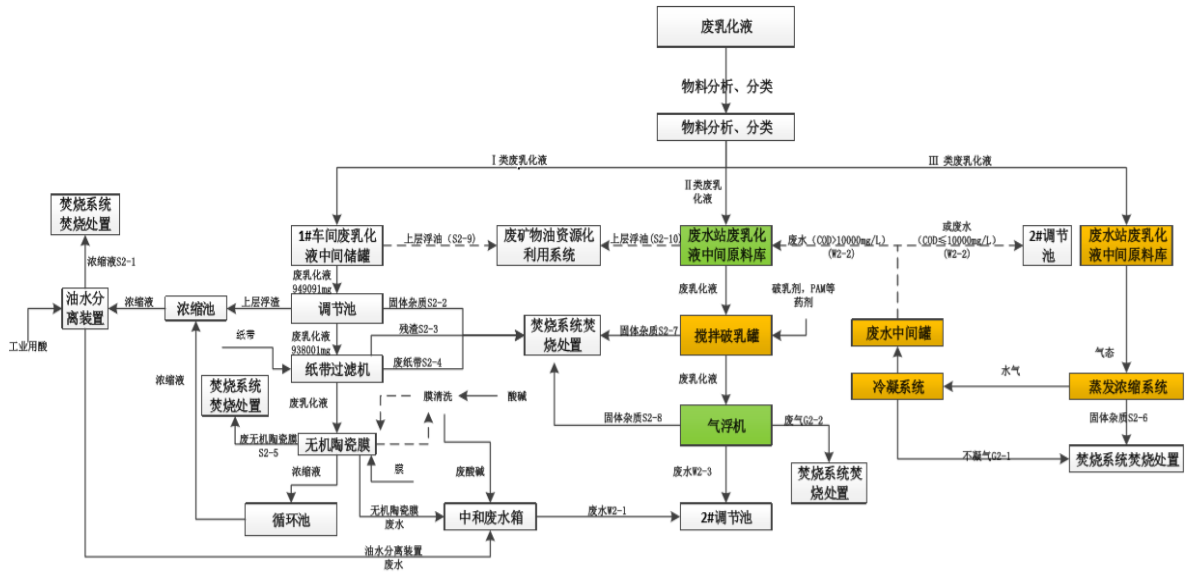 废乳化液
物料分析、分类
物料分析、分类
Ⅰ类废乳化液
Ⅱ类废乳
化液
Ⅲ 类废乳化液
焚烧系统
焚烧处置
浓缩液S2-1
1#车间废乳化
液中间储罐
上层浮油（S2-9）
废矿物油资源化
利用系统
上层浮油(S2-10)
废水站废乳化
液中间原料库
废水（COD>10000mg/L）
(W2-2)
或废水
(COD≤10000mg/L)
(W2-2)
2#调节
池
废水站废乳化
液中间原料库
废乳化液
949091mg
油水分
离装置
浓缩液
浓缩池
上层浮渣
调节池
固体杂质S2-2
工业用酸
纸带
废乳化液
938001mg
残渣S2-3
焚烧系统焚
烧处置
固体杂质S2-7
废乳化液
破乳剂，PAM等
药剂
搅拌破乳罐
废水中间罐
气态
浓缩液
纸带过滤机
废纸带S2-4
焚烧系统
焚烧处置
废乳化液
膜清洗
酸碱
废乳化液
冷凝系统
水气
蒸发浓缩系统
固体杂质S2-8
气浮机
废气G2-2
固体杂质S2-6
废无机陶瓷膜
S2-5
无机陶瓷膜
膜
废酸碱
浓缩液
废水W2-3
焚烧系统焚
烧处置
不凝气G2-1
焚烧系统焚烧处置
循环池
无机陶瓷膜
废水
中和废水箱
废水W2-1
2#调节池
油水分离装置
废水